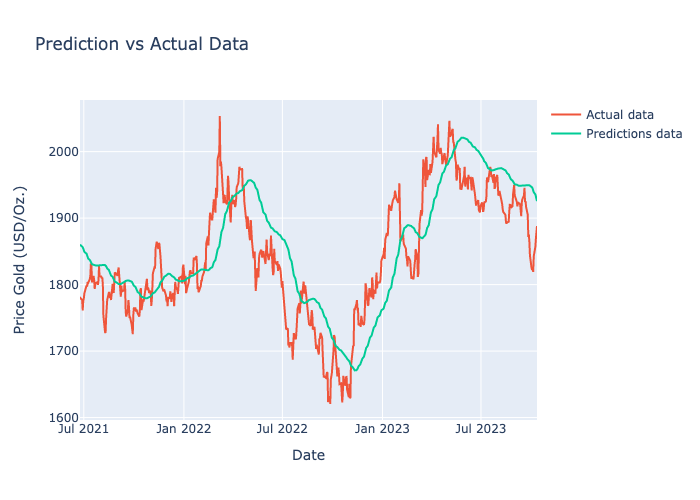 Prediction vs Actual Data
Actual data
Predictions data
Price Gold (USD/Oz.)
2000
1900
1800
1700
1600
Jul 2021
Jan 2022
Jul 2022
Jan 2023
Jul 2023
Date